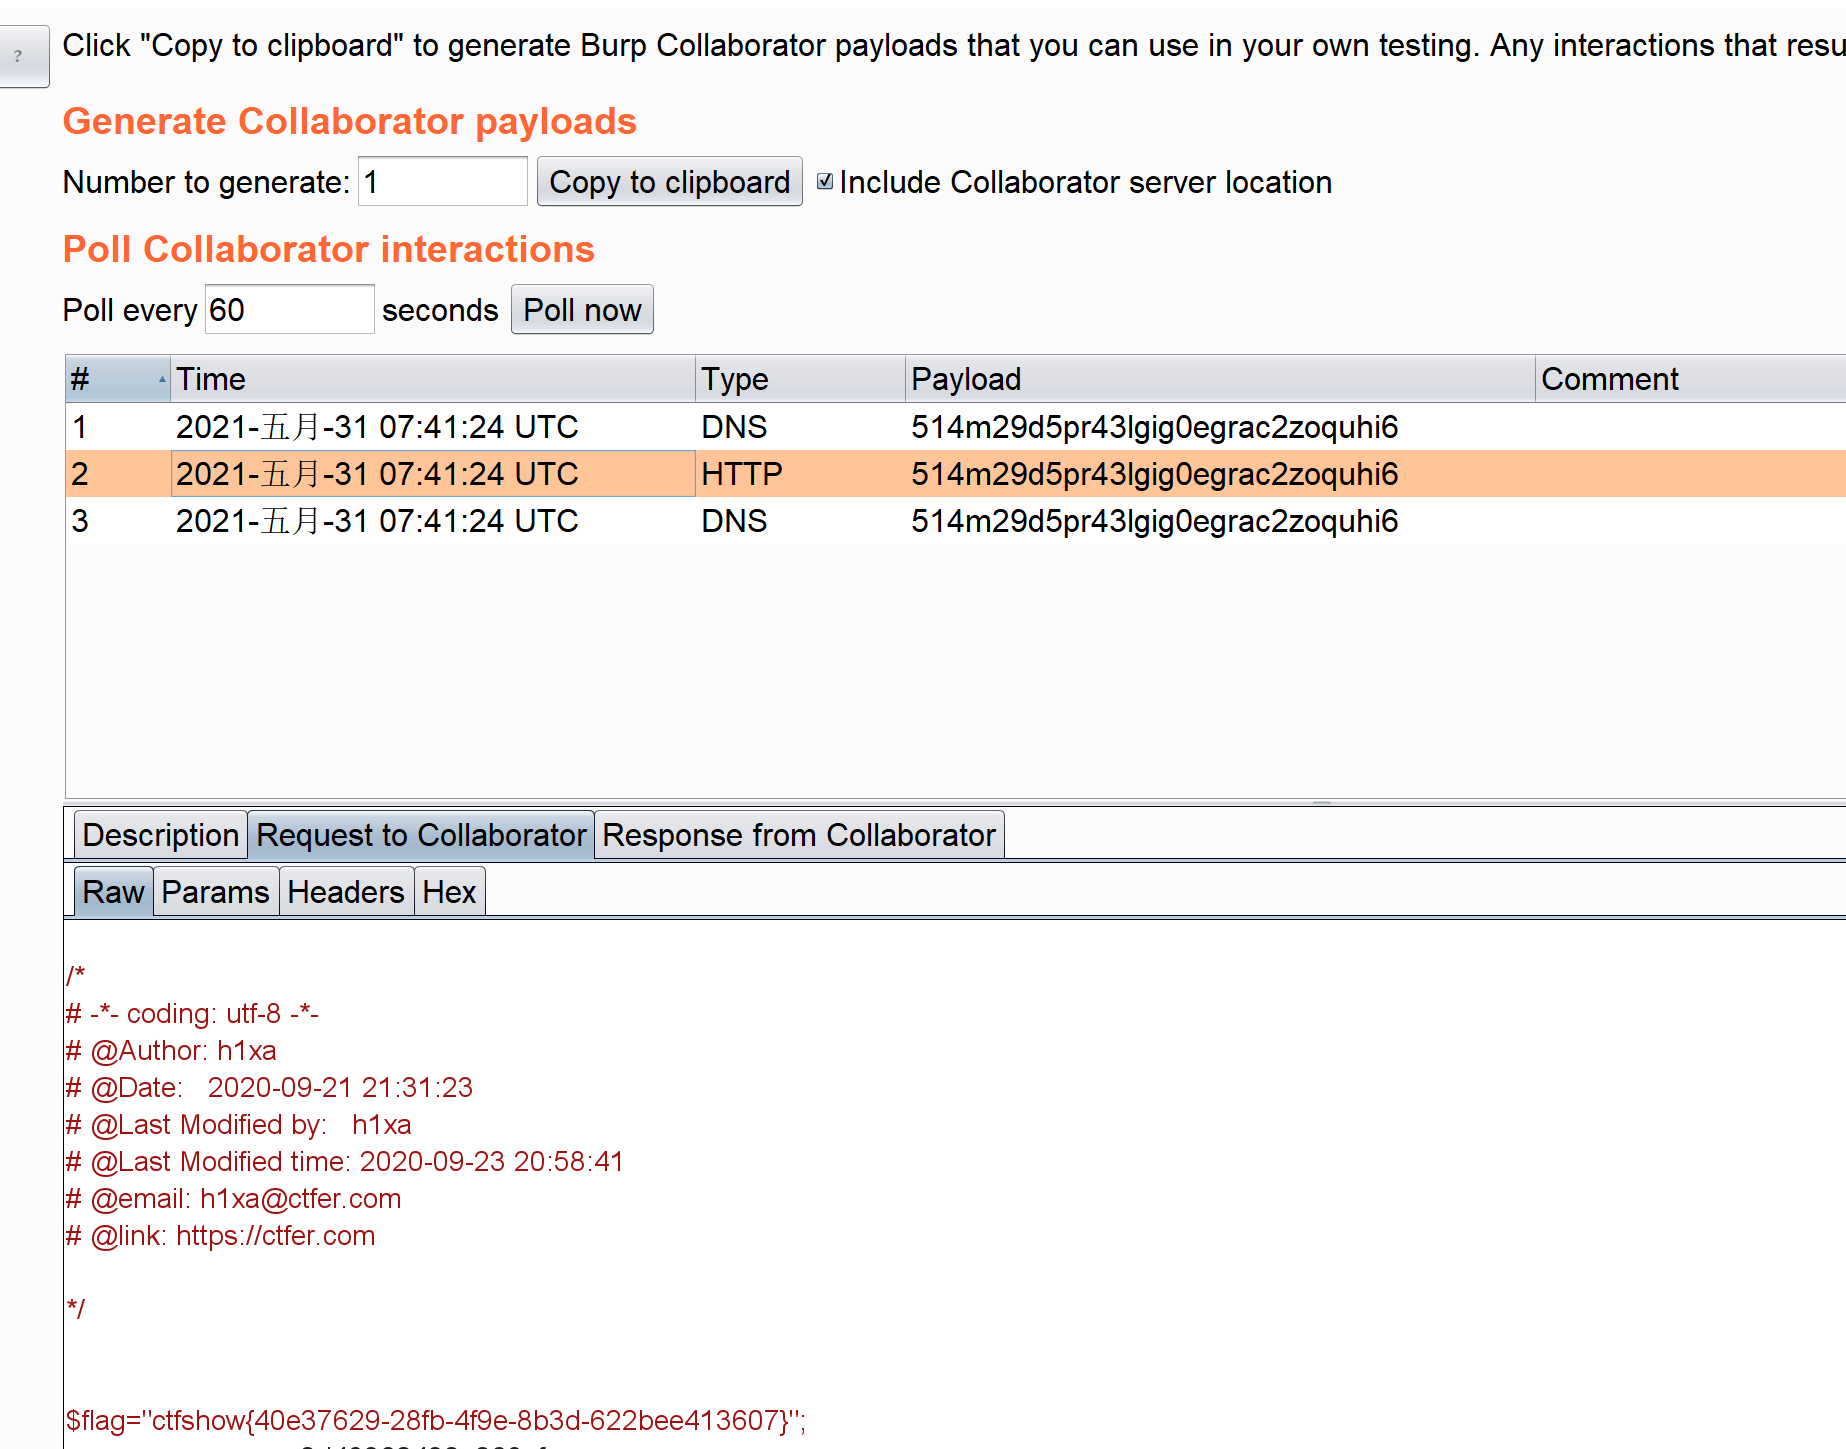 ?
Click "Copy to clipboard" to generate Burp Collaborator payloads that you can use in your own testing. Any interactions that resu
Generate Collaborator payloads
Number to generate: 1 Copy to clipboard Include Collaborator server location
Poll Collaborator interactions
Poll every 60 seconds Poll now
# Time Type Payload Comment
1 2021-五月-31 07:41:24 UTC DNS 514m29d5pr43lgig0egrac2zoquhi6
2 2021-五月-31 07:41:24 UTC HTTP 514m29d5pr43lgig0egrac2zoquhi6
3 2021-五月-31 07:41:24 UTC DNS 514m29d5pr43lgig0egrac2zoquhi6
Description Request to Collaborator Response from Collaborator
Raw Params Headers Hex
/*
# -*- coding: utf-8 -*-
# @Author: h1xa
# @Date:   2020-09-21 21:31:23
# @Last Modified by:   h1xa
# @Last Modified time: 2020-09-23 20:58:41
# @email: h1xa@ctfer.com
# @link: https://ctfer.com
*/
$flag="ctfshow{40e37629-28fb-4f9e-8b3d-622bee413607}";